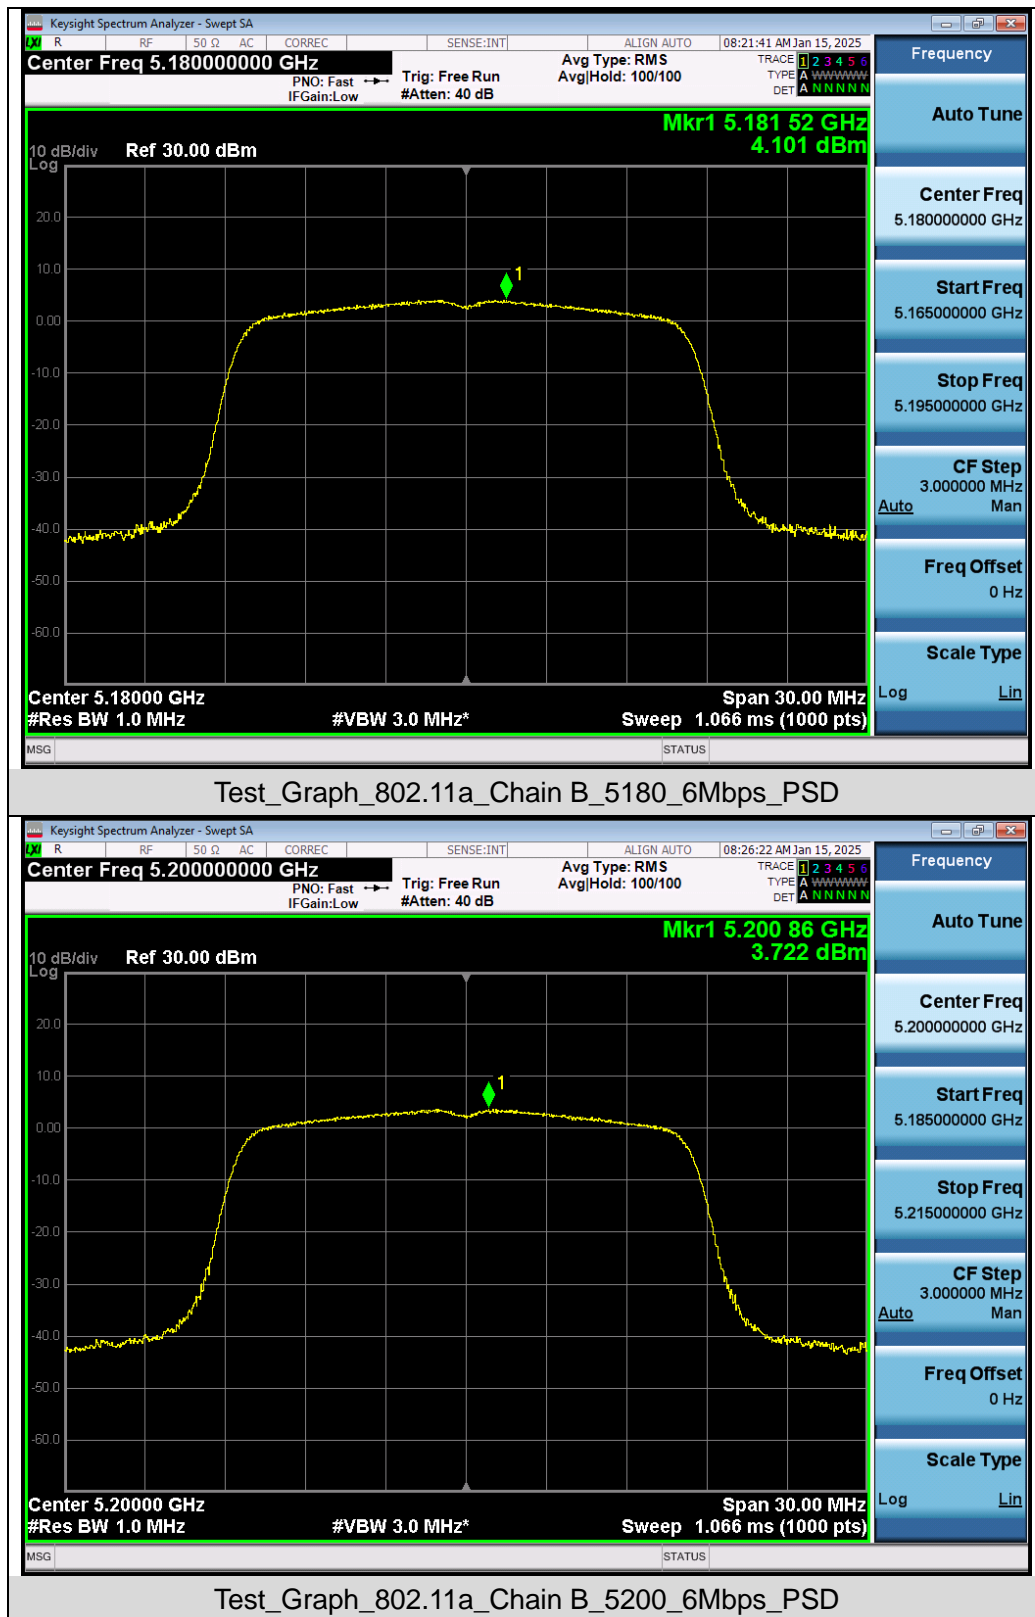 Keysight Spectrum Analyzer - Swept SA
LXI R RF 50 Ω AC CORREC SENSE:INT ALIGN AUTO 08:21:41 AM Jan 15, 2025
Center Freq 5.180000000 GHz
PNO: Fast
IFGain:Low
Trig: Free Run
#Atten: 40 dB
Avg Type: RMS
Avg|Hold: 100/100
TRACE 1 2 3 4 5 6
TYPE A WWWWW
DET A N N N N N
Mkr1 5.181 52 GHz
4.101 dBm
10 dB/div Ref 30.00 dBm
Log
20.0
10.0
0.00
-10.0
-20.0
-30.0
-40.0
-50.0
-60.0
Center 5.18000 GHz Span 30.00 MHz
#Res BW 1.0 MHz #VBW 3.0 MHz* Sweep 1.066 ms (1000 pts)
MSG STATUS
Frequency
Auto Tune
Center Freq
5.180000000 GHz
Start Freq
5.165000000 GHz
Stop Freq
5.195000000 GHz
CF Step
3.000000 MHz
Auto Man
Freq Offset
0 Hz
Scale Type
Log Lin
Test_Graph_802.11a_Chain B_5180_6Mbps_PSD
Keysight Spectrum Analyzer - Swept SA
LXI R RF 50 Ω AC CORREC SENSE:INT ALIGN AUTO 08:26:22 AM Jan 15, 2025
Center Freq 5.200000000 GHz
PNO: Fast
IFGain:Low
Trig: Free Run
#Atten: 40 dB
Avg Type: RMS
Avg|Hold: 100/100
TRACE 1 2 3 4 5 6
TYPE A WWWWW
DET A N N N N N
Mkr1 5.200 86 GHz
3.722 dBm
10 dB/div Ref 30.00 dBm
Log
20.0
10.0
0.00
-10.0
-20.0
-30.0
-40.0
-50.0
-60.0
Center 5.20000 GHz Span 30.00 MHz
#Res BW 1.0 MHz #VBW 3.0 MHz* Sweep 1.066 ms (1000 pts)
MSG STATUS
Frequency
Auto Tune
Center Freq
5.200000000 GHz
Start Freq
5.185000000 GHz
Stop Freq
5.215000000 GHz
CF Step
3.000000 MHz
Auto Man
Freq Offset
0 Hz
Scale Type
Log Lin
Test_Graph_802.11a_Chain B_5200_6Mbps_PSD